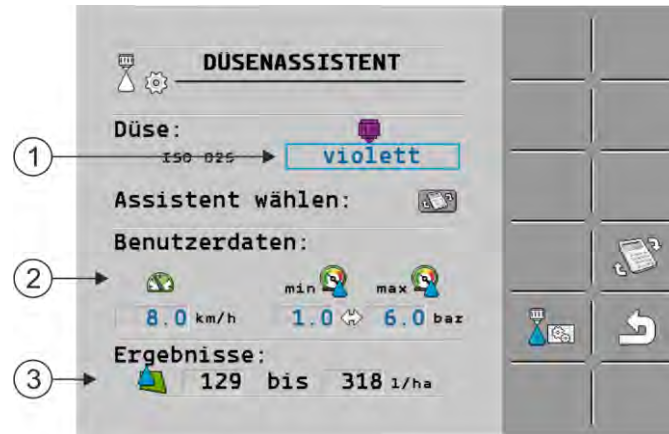 DÜSENASSISTENT
Düse:
1
ISO 025 violett
Assistent wählen:
Benutzerdaten:
2
min max
8.0 km/h 1.0 6.0 bar
Ergebnisse:
3
129 bis 318 l/ha